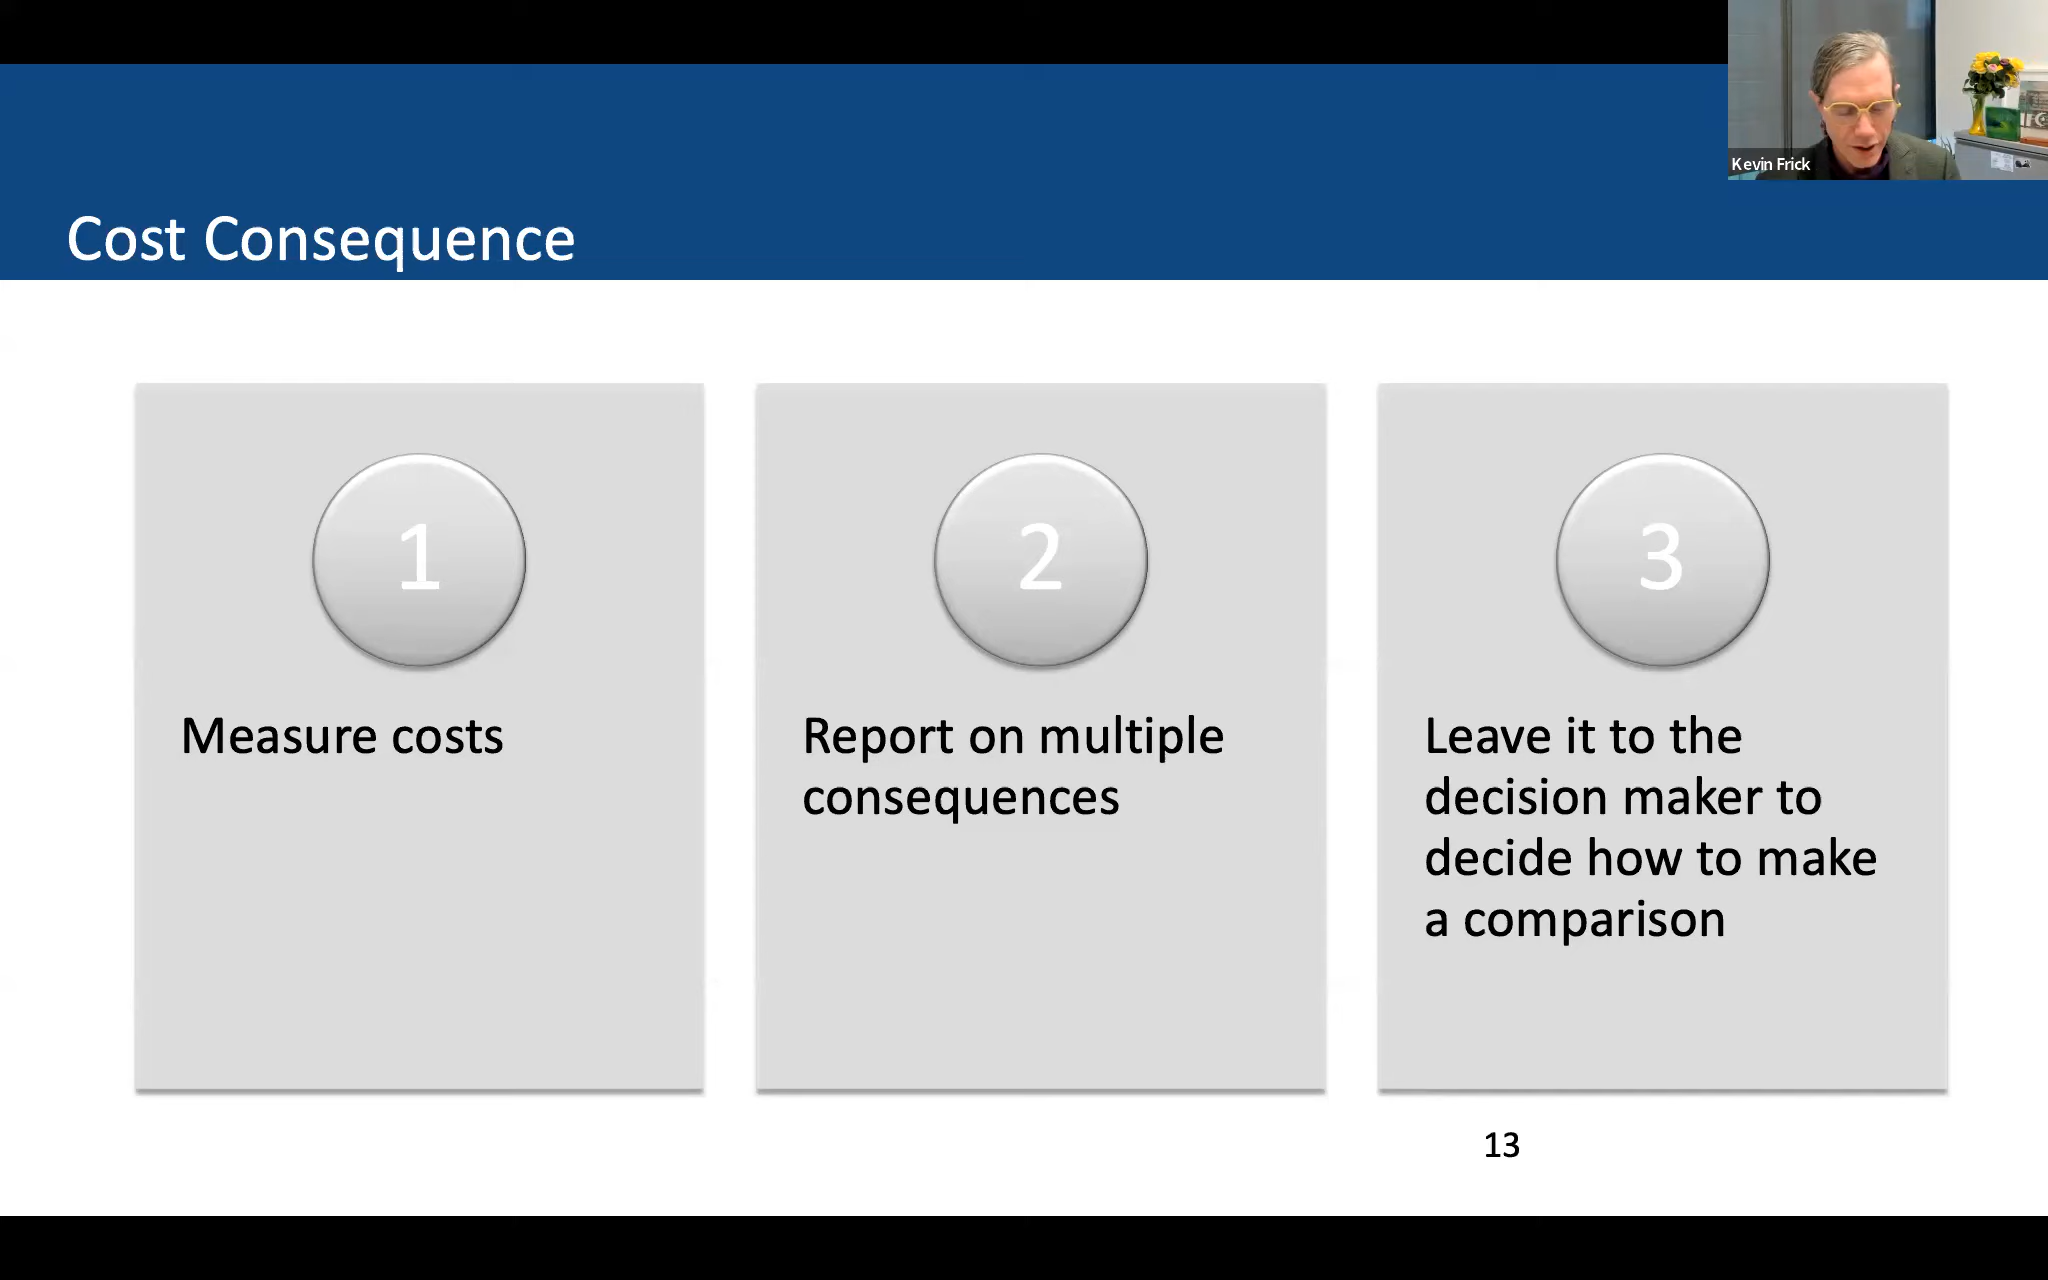 Kevin Frick
Cost Consequence
1
Measure costs
2
Report on multiple
consequences
3
Leave it to the
decision maker to
decide how to make
a comparison
13